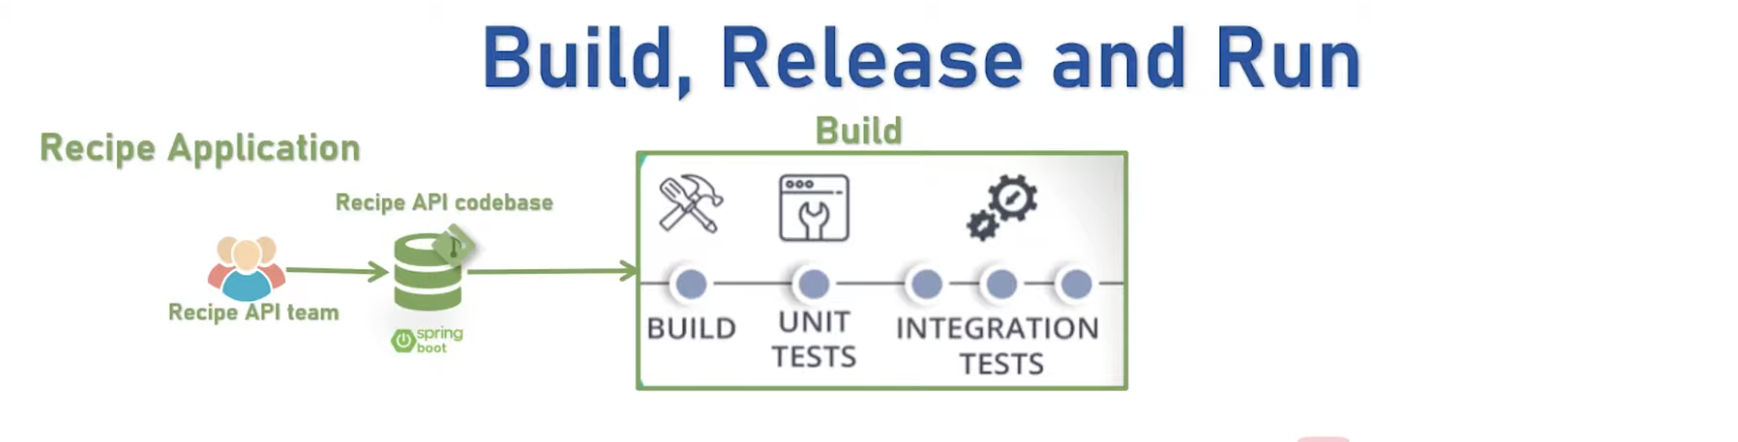 Build, Release and Run
Recipe Application
Build
Recipe API codebase
Recipe API team
spring
boot
BUILD
UNIT
TESTS
INTEGRATION
TESTS